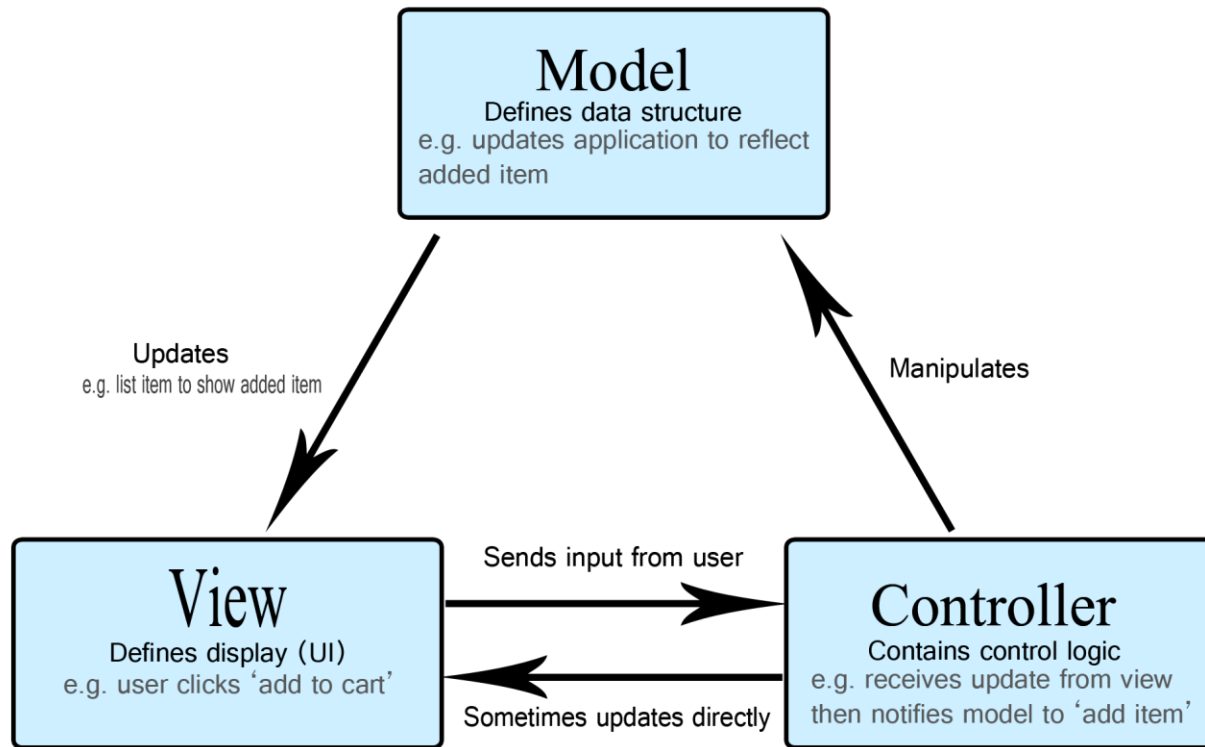 Model
Defines data structure
e.g. updates application to reflect
added item
Updates
e.g. list item to show added item
Manipulates
Sends input from user
View
Defines display (UI)
e.g. user clicks ‘add to cart’
Controller
Contains control logic
e.g. receives update from view
then notifies model to ‘add item’
Sometimes updates directly